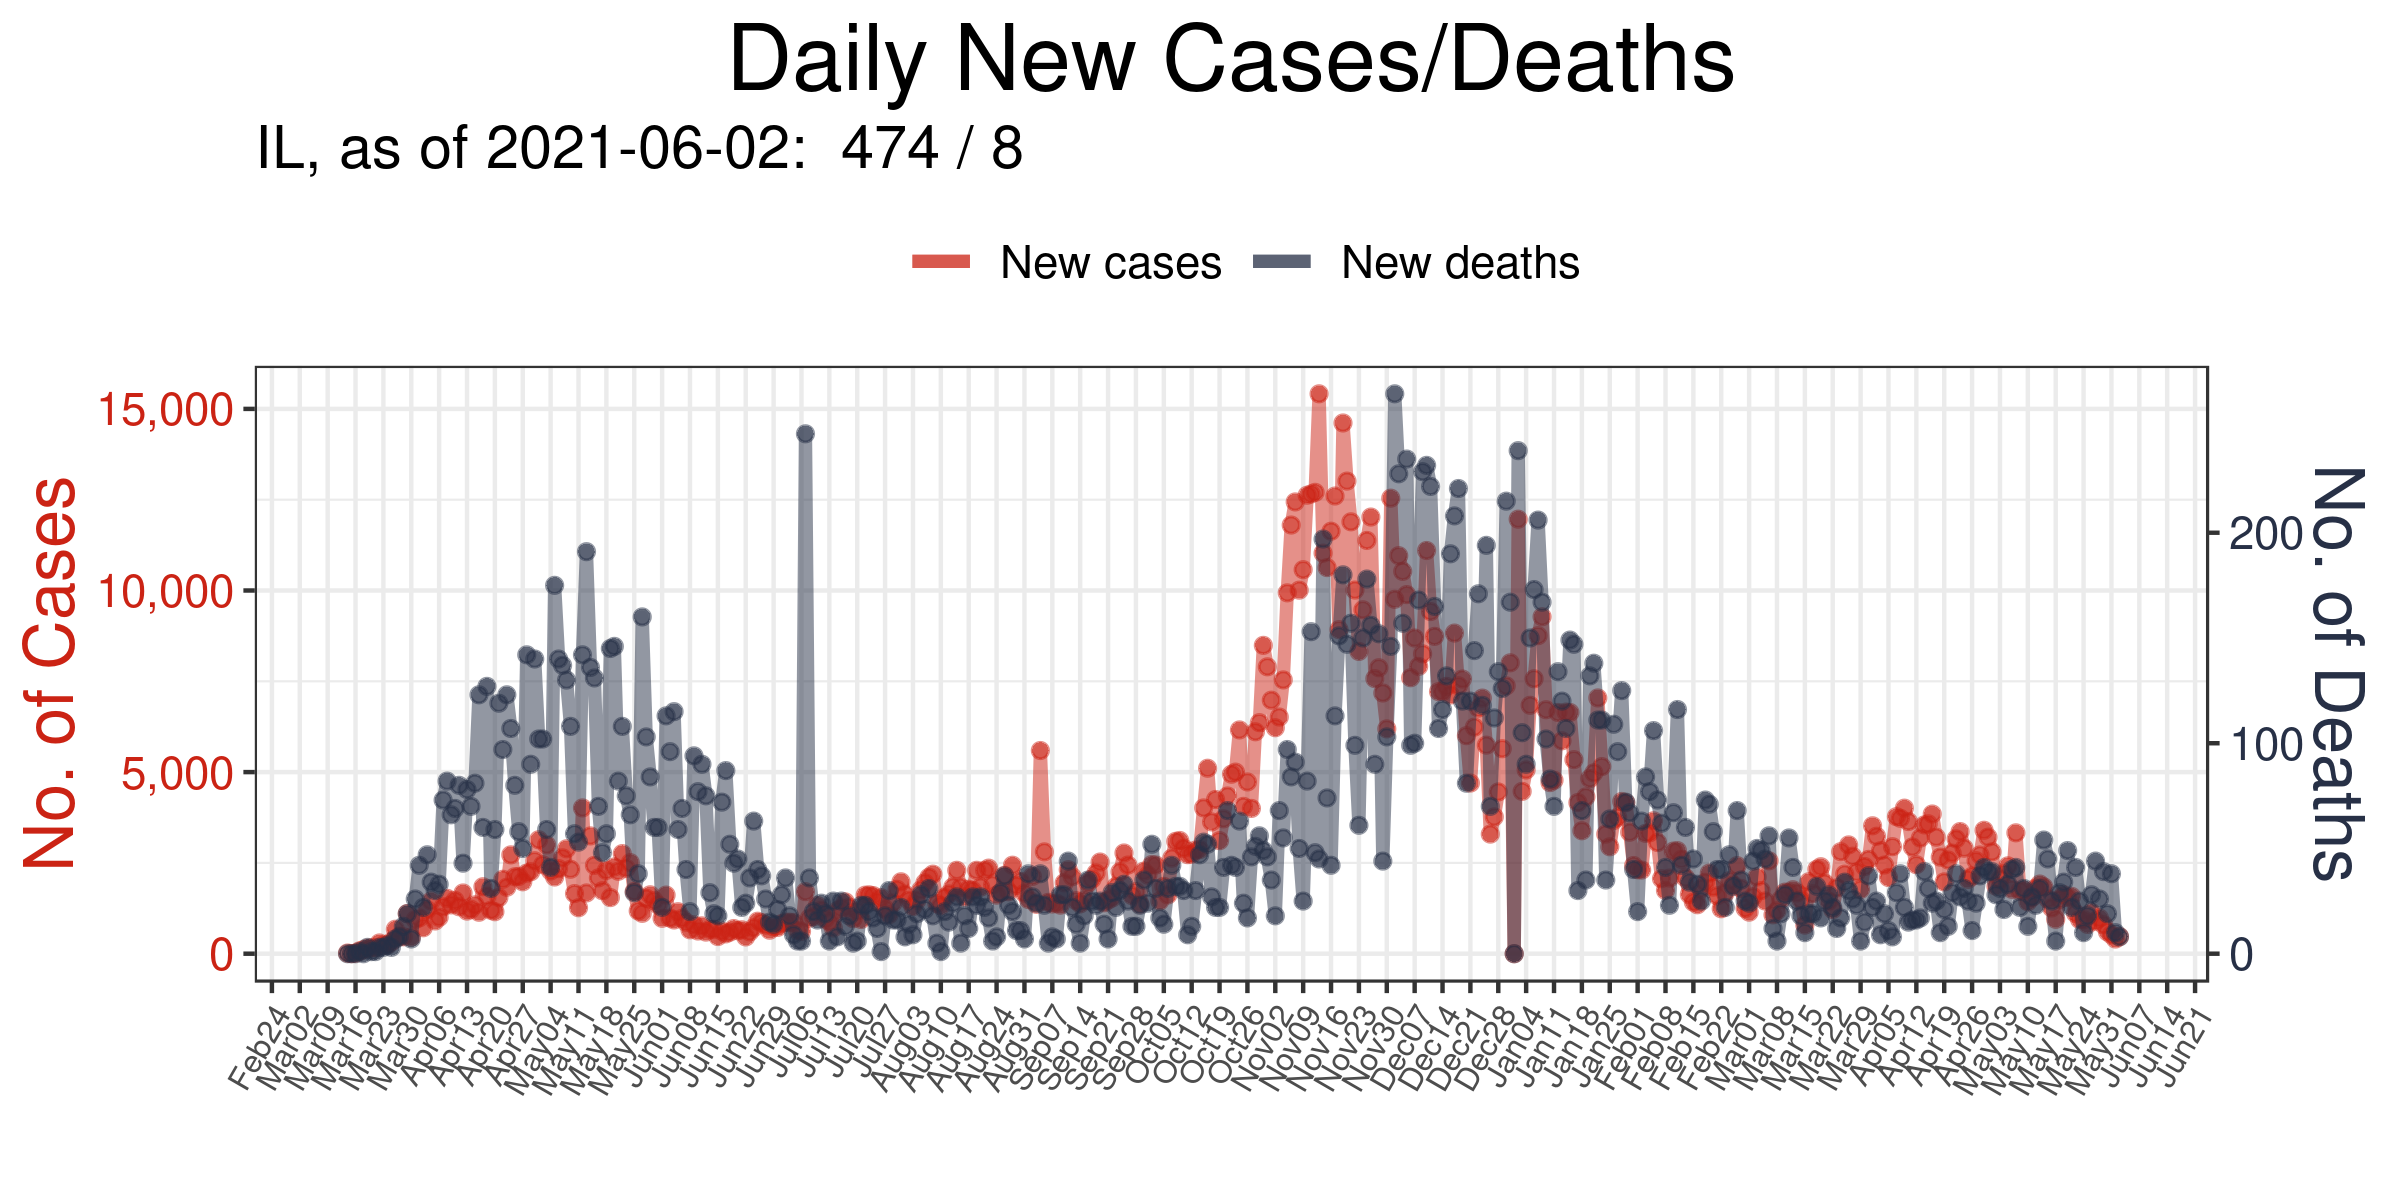 Daily New Cases/Deaths
IL, as of 2021-06-02:  474 / 8
New cases
New deaths
No. of Cases
15,000
10,000
5,000
0
200
100
0
No. of Deaths
Feb24
Mar02
Mar09
Mar16
Mar23
Mar30
Apr06
Apr13
Apr20
Apr27
May04
May11
May18
May25
Jun01
Jun08
Jun15
Jun22
Jun29
Jul06
Jul13
Jul20
Jul27
Aug03
Aug10
Aug17
Aug24
Aug31
Sep07
Sep14
Sep21
Sep28
Oct05
Oct12
Oct19
Oct26
Nov02
Nov09
Nov16
Nov23
Nov30
Dec07
Dec14
Dec21
Dec28
Jan04
Jan11
Jan18
Jan25
Feb01
Feb08
Feb15
Feb22
Mar01
Mar08
Mar15
Mar22
Mar29
Apr05
Apr12
Apr19
Apr26
May03
May10
May17
May24
May31
Jun07
Jun14
Jun21